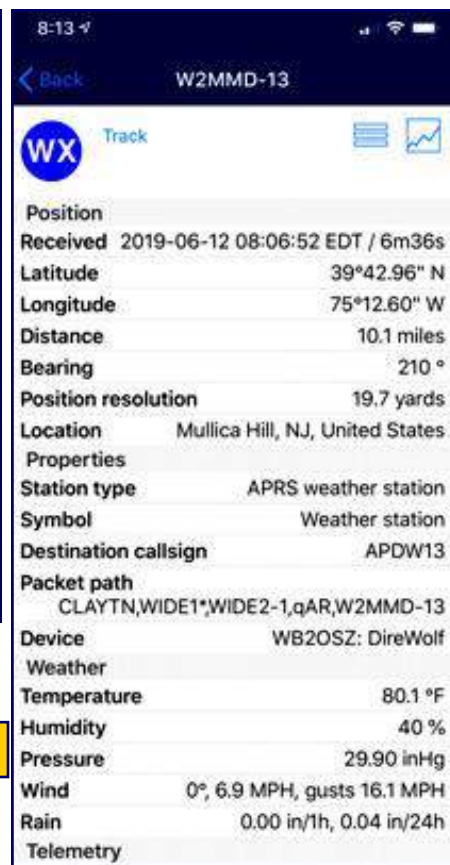 8:13
Back W2MMD-13
WX Track
Position
Received 2019-06-12 08:06:52 EDT / 6m36s
Latitude 39°42.96" N
Longitude 75°12.60" W
Distance 10.1 miles
Bearing 210 °
Position resolution 19.7 yards
Location Mullica Hill, NJ, United States
Properties
Station type APRS weather station
Symbol Weather station
Destination callsign APDW13
Packet path
CLAYTN,WIDE1*,WIDE2-1,qAR,W2MMD-13
Device WB2OSZ: DireWolf
Weather
Temperature 80.1 °F
Humidity 40 %
Pressure 29.90 inHg
Wind 0°, 6.9 MPH, gusts 16.1 MPH
Rain 0.00 in/1h, 0.04 in/24h
Telemetry